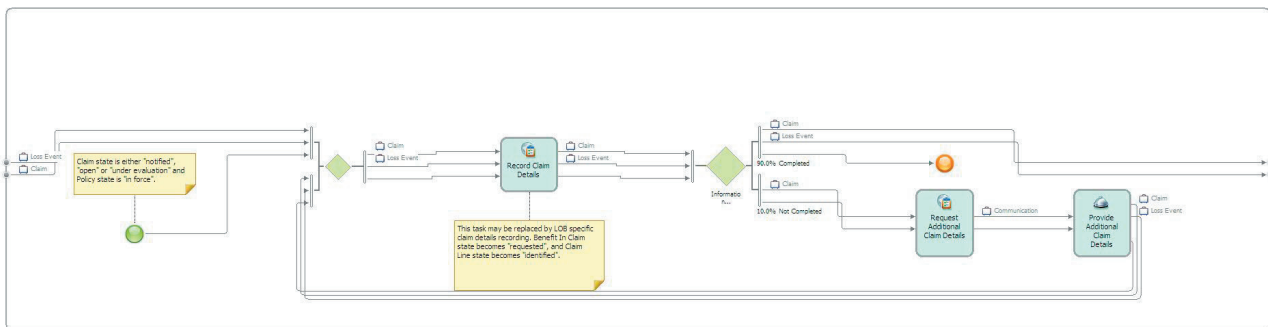 Loss Event
Claim
Claim state is either "notified",
"open" or "under evaluation" and
Policy state is "in force".
Claim
Loss Event
Record Claim
Details
Claim
Loss Event
This task may be replaced by LOB specific
claim details recording. Benefit In Claim
state becomes "requested", and Claim
Line state becomes "identified".
Informatio
n...
Claim
Loss Event
90.0% Completed
Claim
10.0% Not Completed
Request
Additional
Claim Details
Communication
Provide
Additional
Claim
Details
Claim
Loss Event